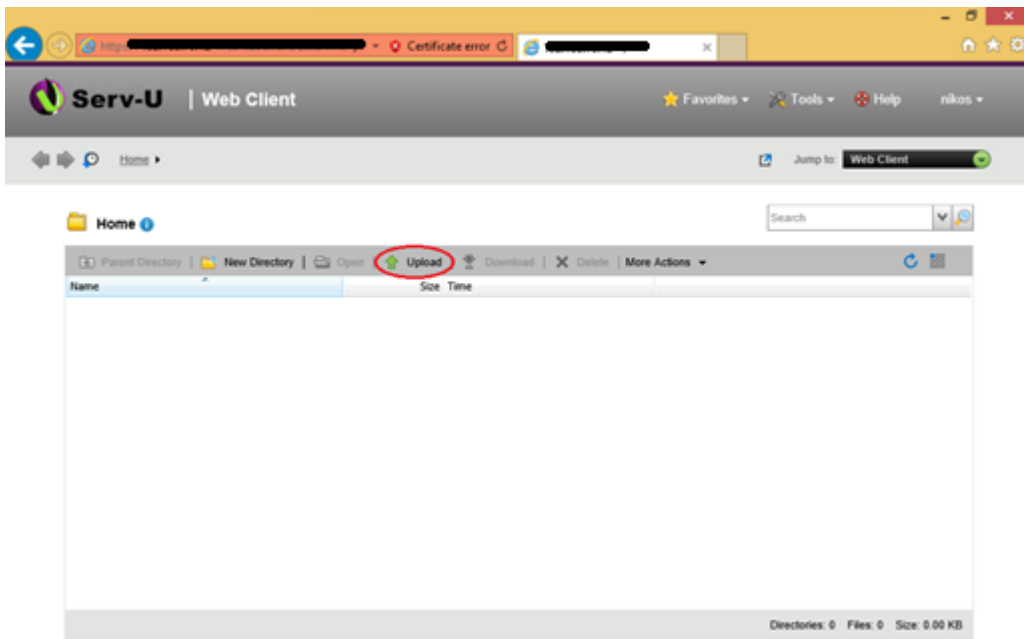 https Certificate error
Serv-U | Web Client Favorites Tools Help nikos
Home Jump to: Web Client
Home Search
Parent Directory | New Directory | Open Upload Download | Delete | More Actions
Name Size Time
Directories: 0 Files: 0 Size: 0.00 KB